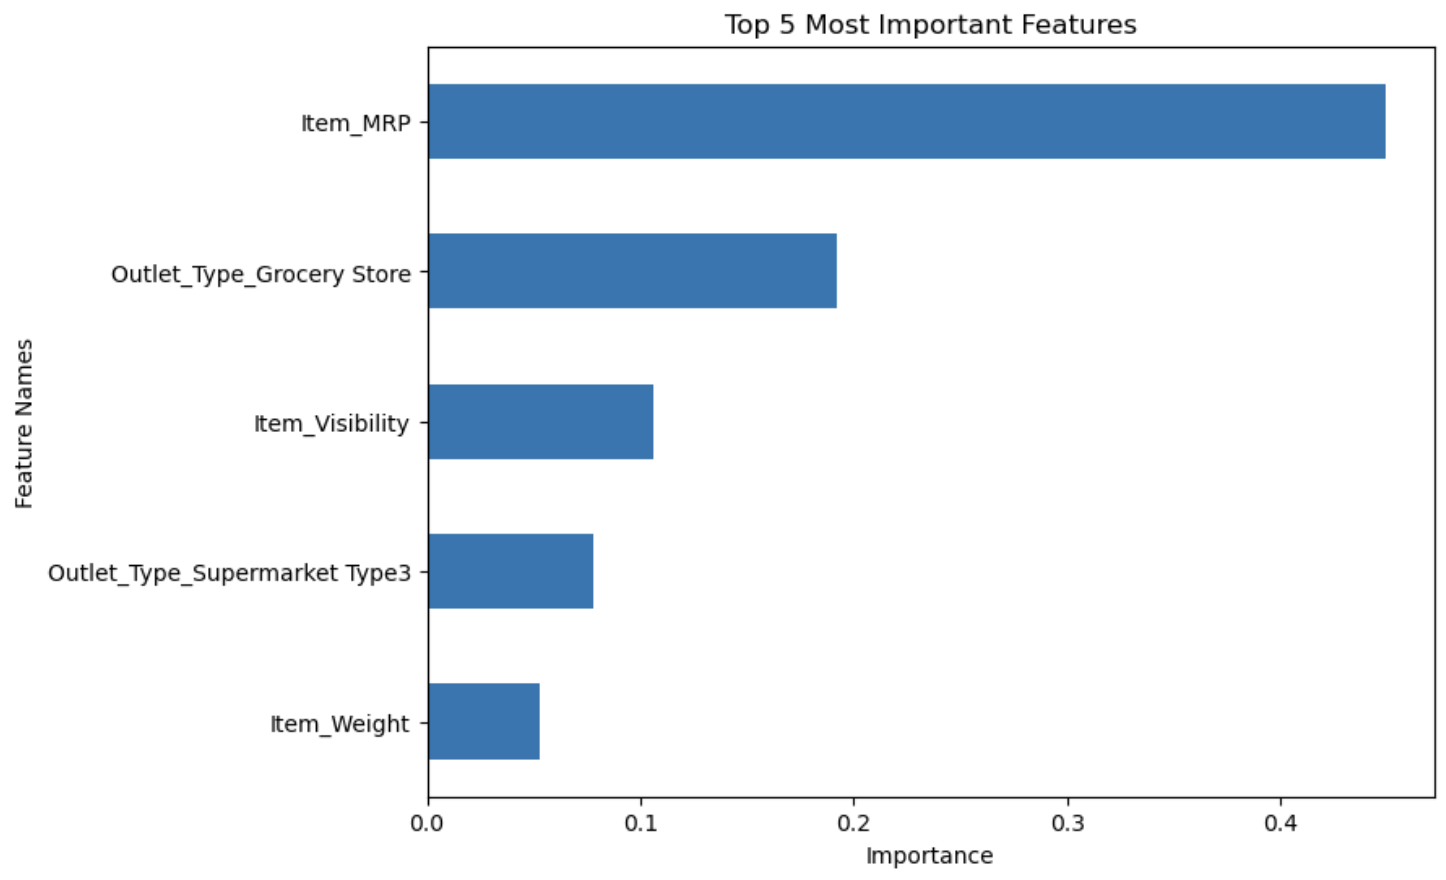 Top 5 Most Important Features
Feature Names
Item_MRP
Outlet_Type_Grocery Store
Item_Visibility
Outlet_Type_Supermarket Type3
Item_Weight
0.0 0.1 0.2 0.3 0.4
Importance